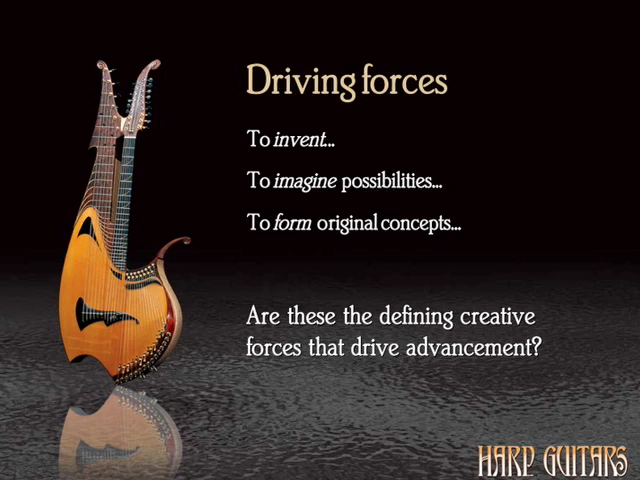 Driving forces
To invent...
To imagine possibilities...
To form original concepts...
Are these the defining creative
forces that drive advancement?
HARP GUITARS